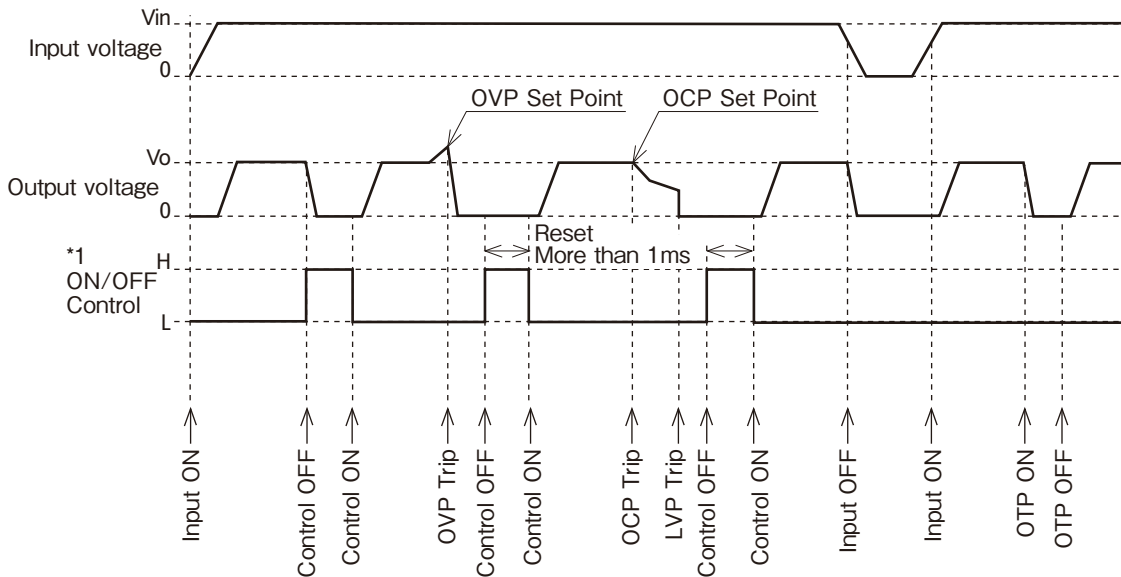 Vin
Input voltage
0
OVP Set Point
OCP Set Point
Vo
Output voltage
0
Reset
More than 1ms
*1
ON/OFF
Control
H
L
Input ON
Control OFF
Control ON
OVP Trip
Control OFF
Control ON
OCP Trip
LVP Trip
Control OFF
Control ON
Input OFF
Input ON
OTP ON
OTP OFF